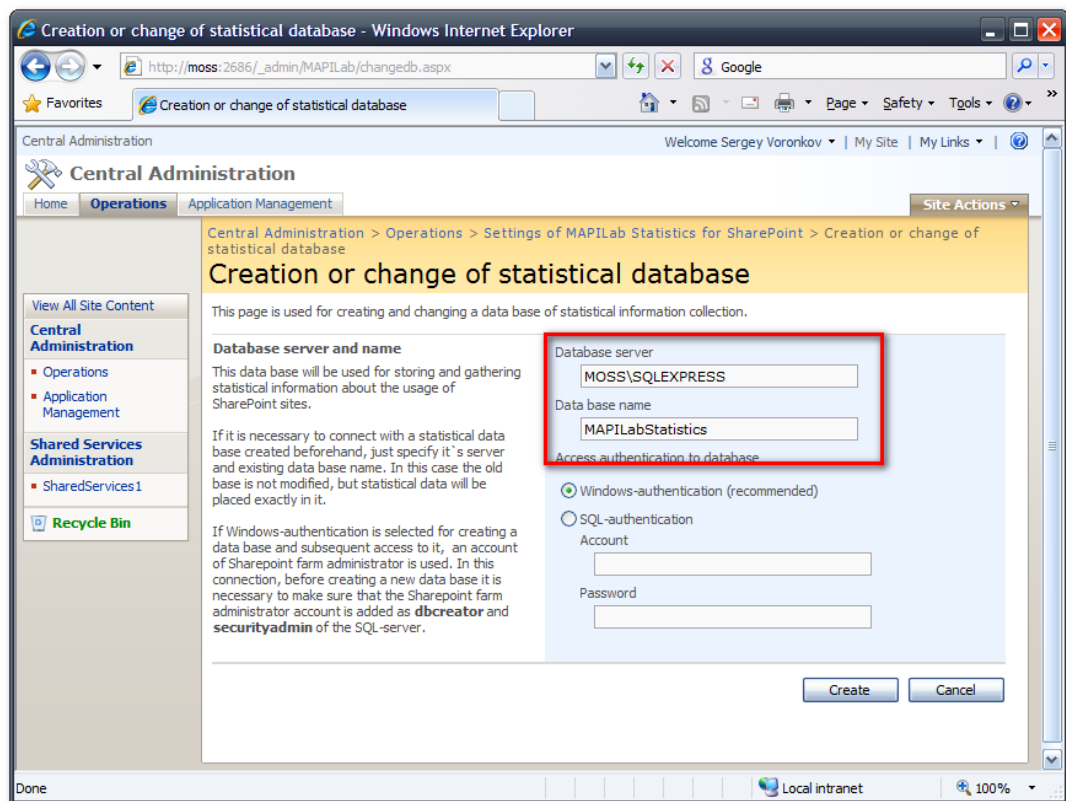 Creation or change of statistical database - Windows Internet Explorer
http://moss:2686/_admin/MAPILab/changedb.aspx
Google
Favorites
Creation or change of statistical database
Page
Safety
Tools
»
Central Administration
Welcome Sergey Voronkov | My Site | My Links |
Central Administration
Home
Operations
Application Management
Site Actions
Central Administration > Operations > Settings of MAPILab Statistics for SharePoint > Creation or change of
statistical database
Creation or change of statistical database
View All Site Content
Central
Administration
Operations
Application
Management
Shared Services
Administration
SharedServices1
Recycle Bin
This page is used for creating and changing a data base of statistical information collection.
Database server and name
This data base will be used for storing and gathering
statistical information about the usage of
SharePoint sites.
If it is necessary to connect with a statistical data
base created beforehand, just specify it`s server
and existing data base name. In this case the old
base is not modified, but statistical data will be
placed exactly in it.
If Windows-authentication is selected for creating a
data base and subsequent access to it, an account
of Sharepoint farm administrator is used. In this
connection, before creating a new data base it is
necessary to make sure that the Sharepoint farm
administrator account is added as dbcreator and
securityadmin of the SQL-server.
Database server
MOSS\SQLEXPRESS
Data base name
MAPILabStatistics
Access authentication to database
Windows-authentication (recommended)
SQL-authentication
Account
Password
Create
Cancel
Done
Local intranet
100%